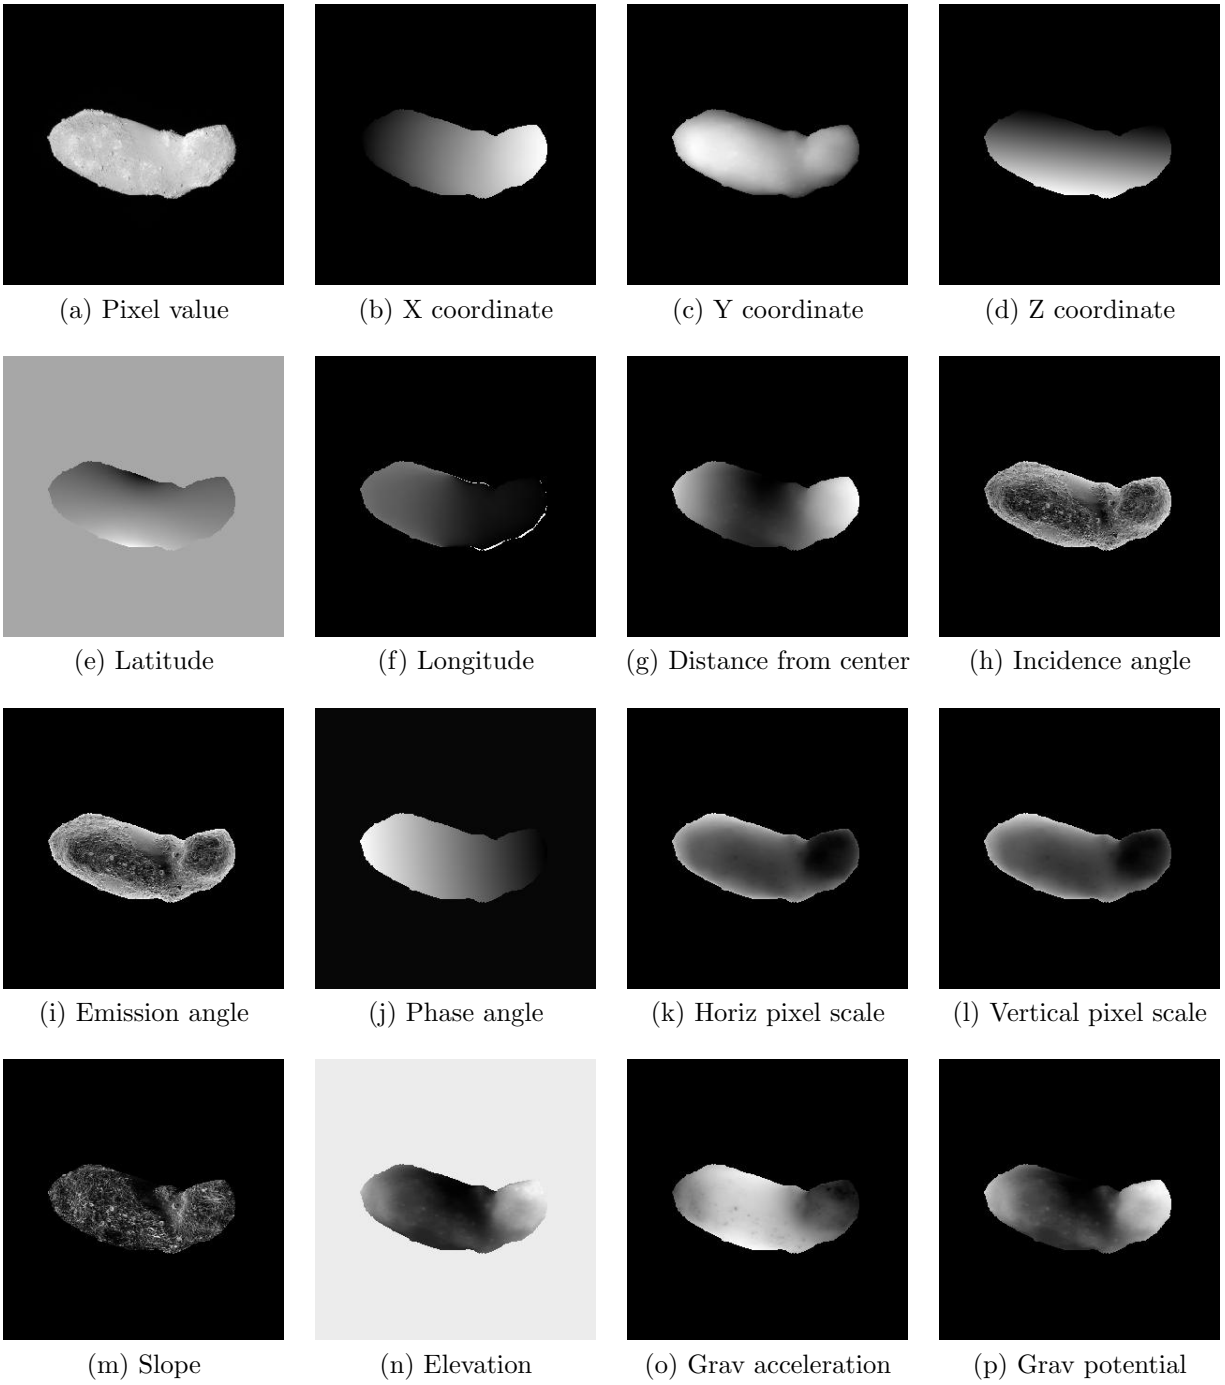 (a) Pixel value
(b) X coordinate
(c) Y coordinate
(d) Z coordinate
(e) Latitude
(f) Longitude
(g) Distance from center
(h) Incidence angle
(i) Emission angle
(j) Phase angle
(k) Horiz pixel scale
(l) Vertical pixel scale
(m) Slope
(n) Elevation
(o) Grav acceleration
(p) Grav potential